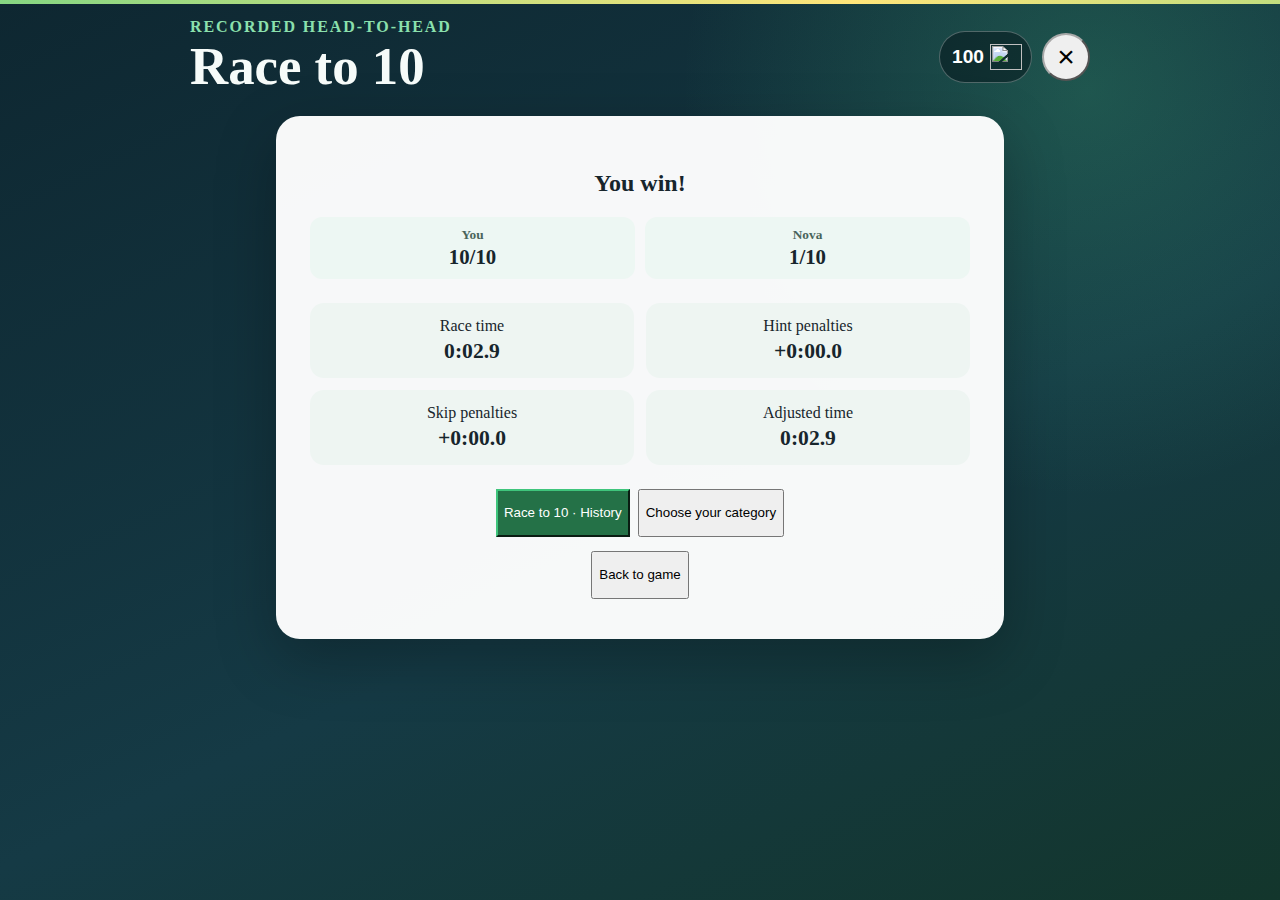 RECORDED HEAD-TO-HEAD
Race to 10
100
✕
You win!
You
10/10
Nova
1/10
Race time
0:02.9
Hint penalties
+0:00.0
Skip penalties
+0:00.0
Adjusted time
0:02.9
Race to 10 · History
Choose your category
Back to game